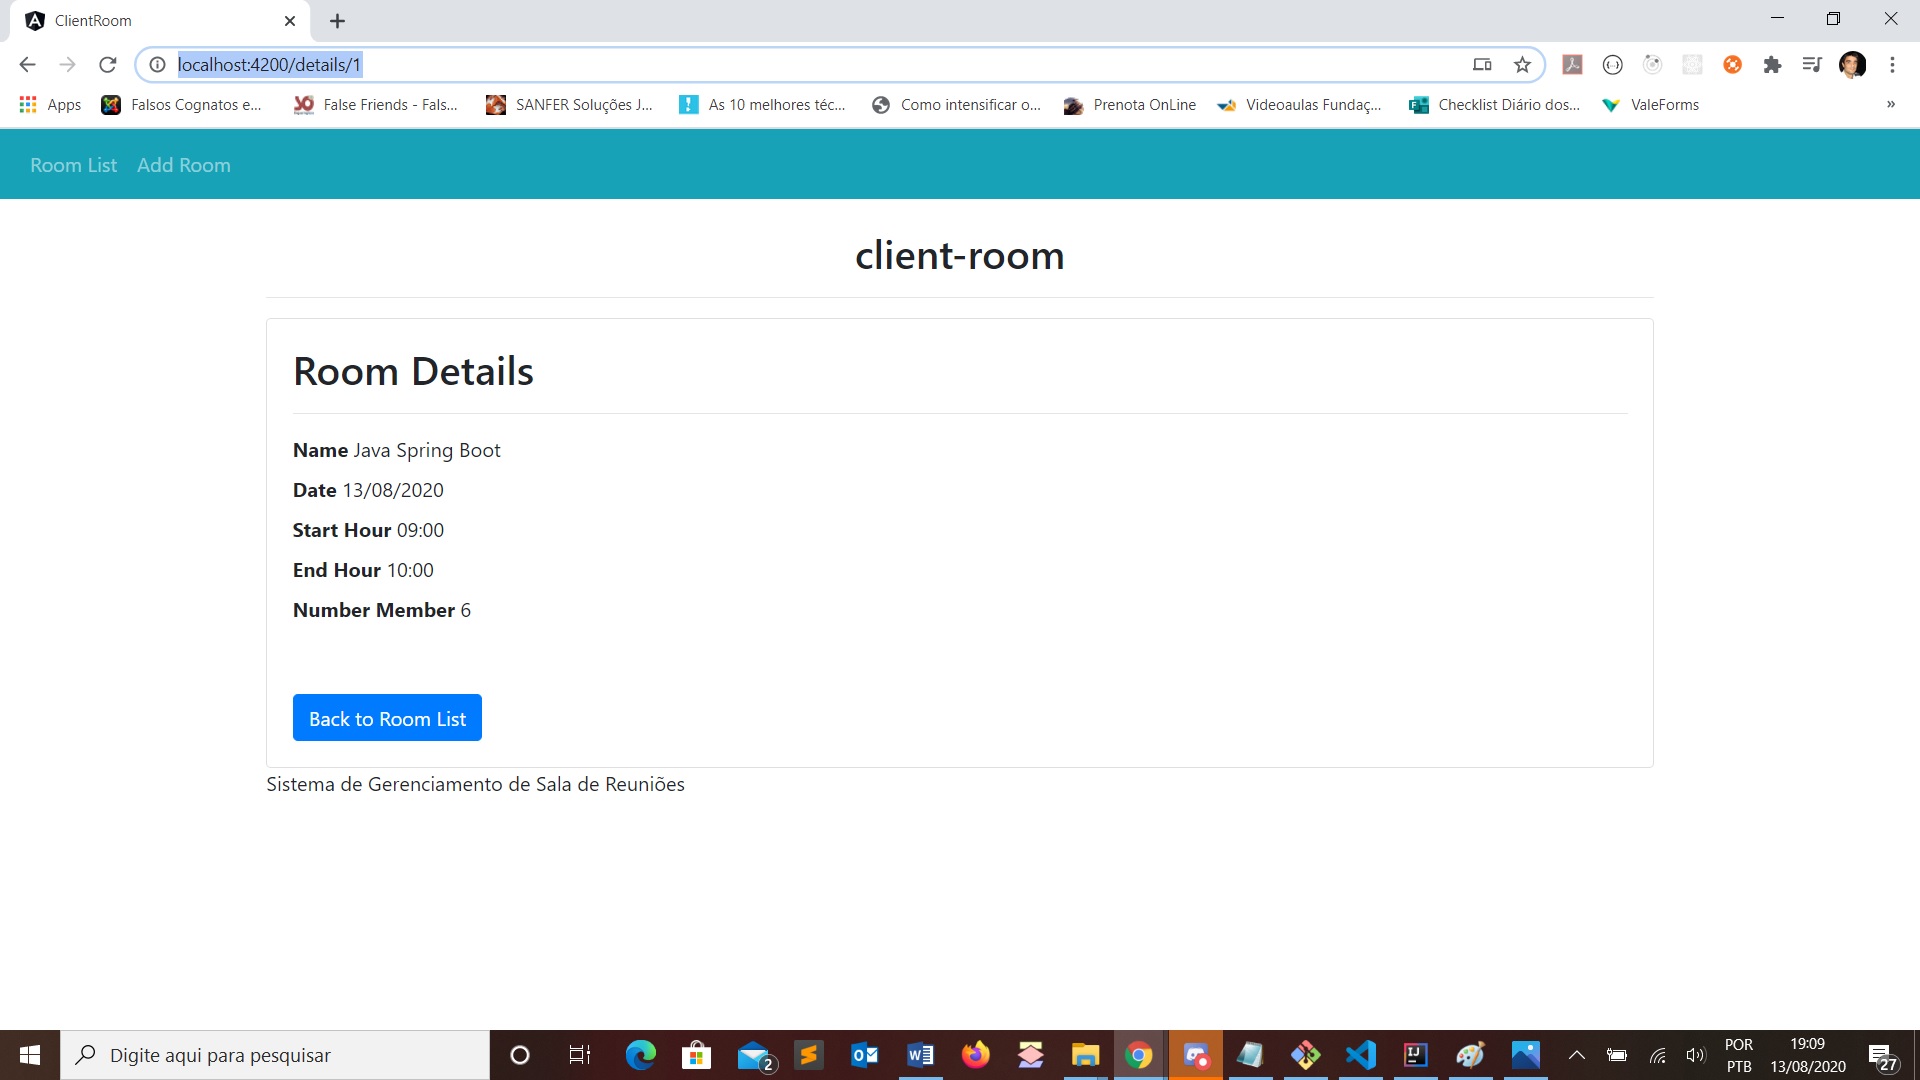 ClientRoom
localhost:4200/details/1
Apps
Falsos Cognatos e...
False Friends - Fals...
SANFER Soluções J...
As 10 melhores téc...
Como intensificar o...
Prenota OnLine
Videoaulas Fundaç...
Checklist Diário dos...
ValeForms
»
Room List
Add Room
client-room
Room Details
Name Java Spring Boot
Date 13/08/2020
Start Hour 09:00
End Hour 10:00
Number Member 6
Back to Room List
Sistema de Gerenciamento de Sala de Reuniões
Digite aqui para pesquisar
2
POR
PTB
19:09
13/08/2020
27